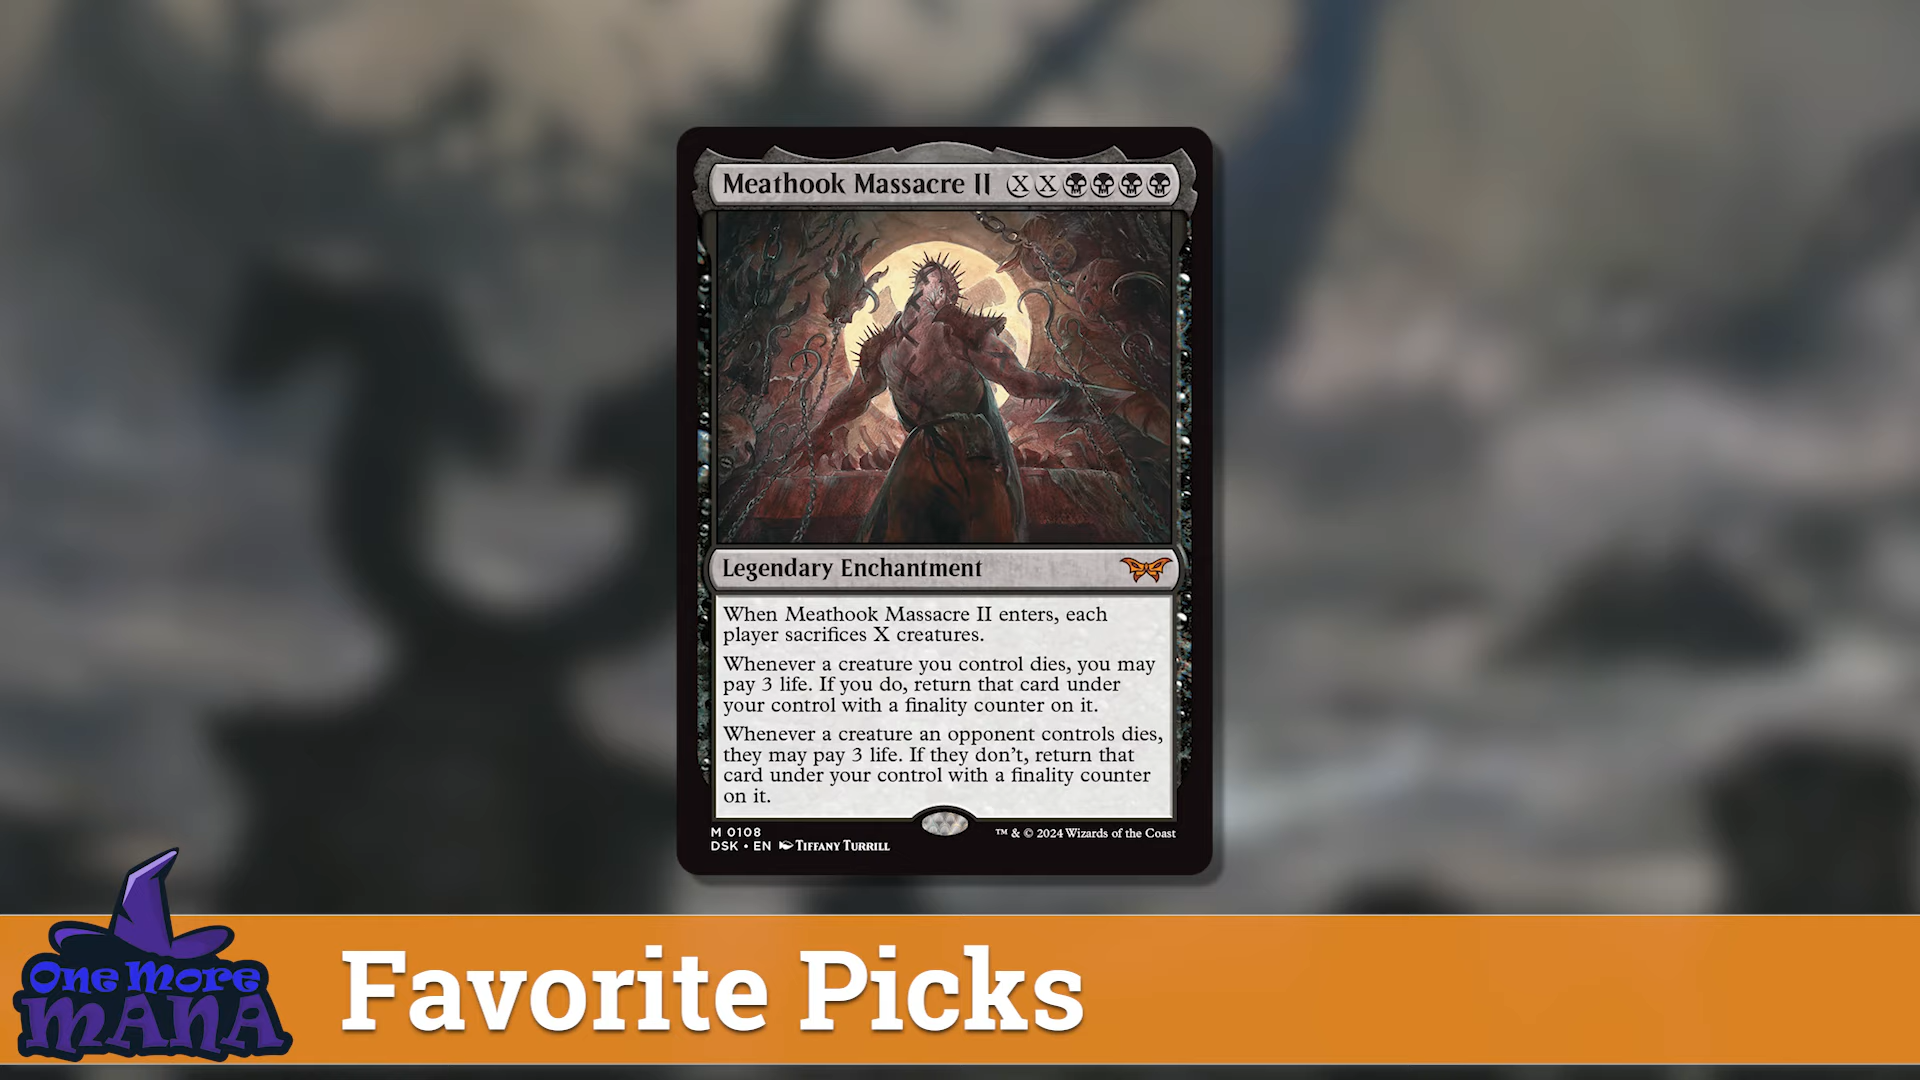 Meathook Massacre II X X
Legendary Enchantment
When Meathook Massacre II enters, each
player sacrifices X creatures.
Whenever a creature you control dies, you may
pay 3 life. If you do, return that card under
your control with a finality counter on it.
Whenever a creature an opponent controls dies,
they may pay 3 life. If they don't, return that
card under your control with a finality counter
on it.
M 0108
DSK • EN Tiffany Turrill
™ & © 2024 Wizards of the Coast
One More
Mana
Favorite Picks